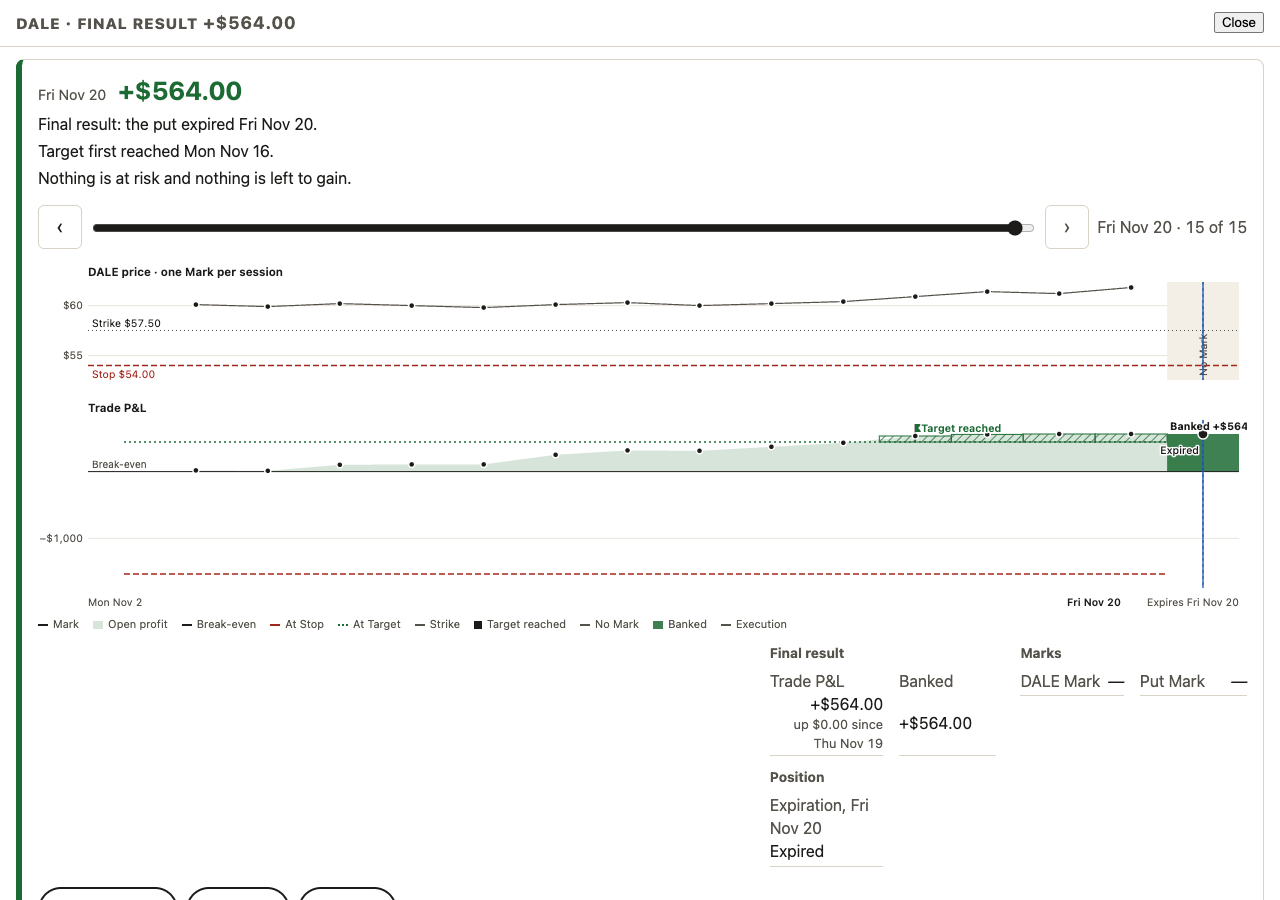 DALE · FINAL RESULT +$564.00
Close
Fri Nov 20 +$564.00
Final result: the put expired Fri Nov 20.
Target first reached Mon Nov 16.
Nothing is at risk and nothing is left to gain.
‹
› Fri Nov 20 · 15 of 15
DALE price · one Mark per session
$60
Strike $57.50
$55
Stop $54.00
No Mark
Trade P&L
Target reached
Banked +$564
Expired
Break-even
−$1,000
Mon Nov 2
Fri Nov 20
Expires Fri Nov 20
Mark Open profit Break-even At Stop At Target Strike Target reached No Mark Banked Execution
Final result
Marks
Trade P&L
Banked
DALE Mark —
Put Mark —
+$564.00
up $0.00 since
Thu Nov 19
+$564.00
Position
Expiration, Fri
Nov 20
Expired